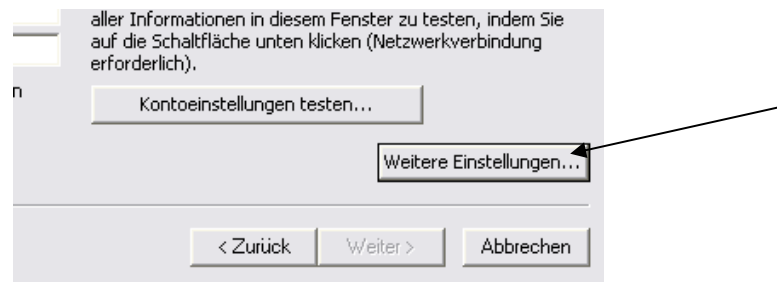 aller Informationen in diesem Fenster zu testen, indem Sie
auf die Schaltfläche unten klicken (Netzwerkverbindung
erforderlich).
n
Kontoeinstellungen testen...
Weitere Einstellungen...
< Zurück
Weiter >
Abbrechen